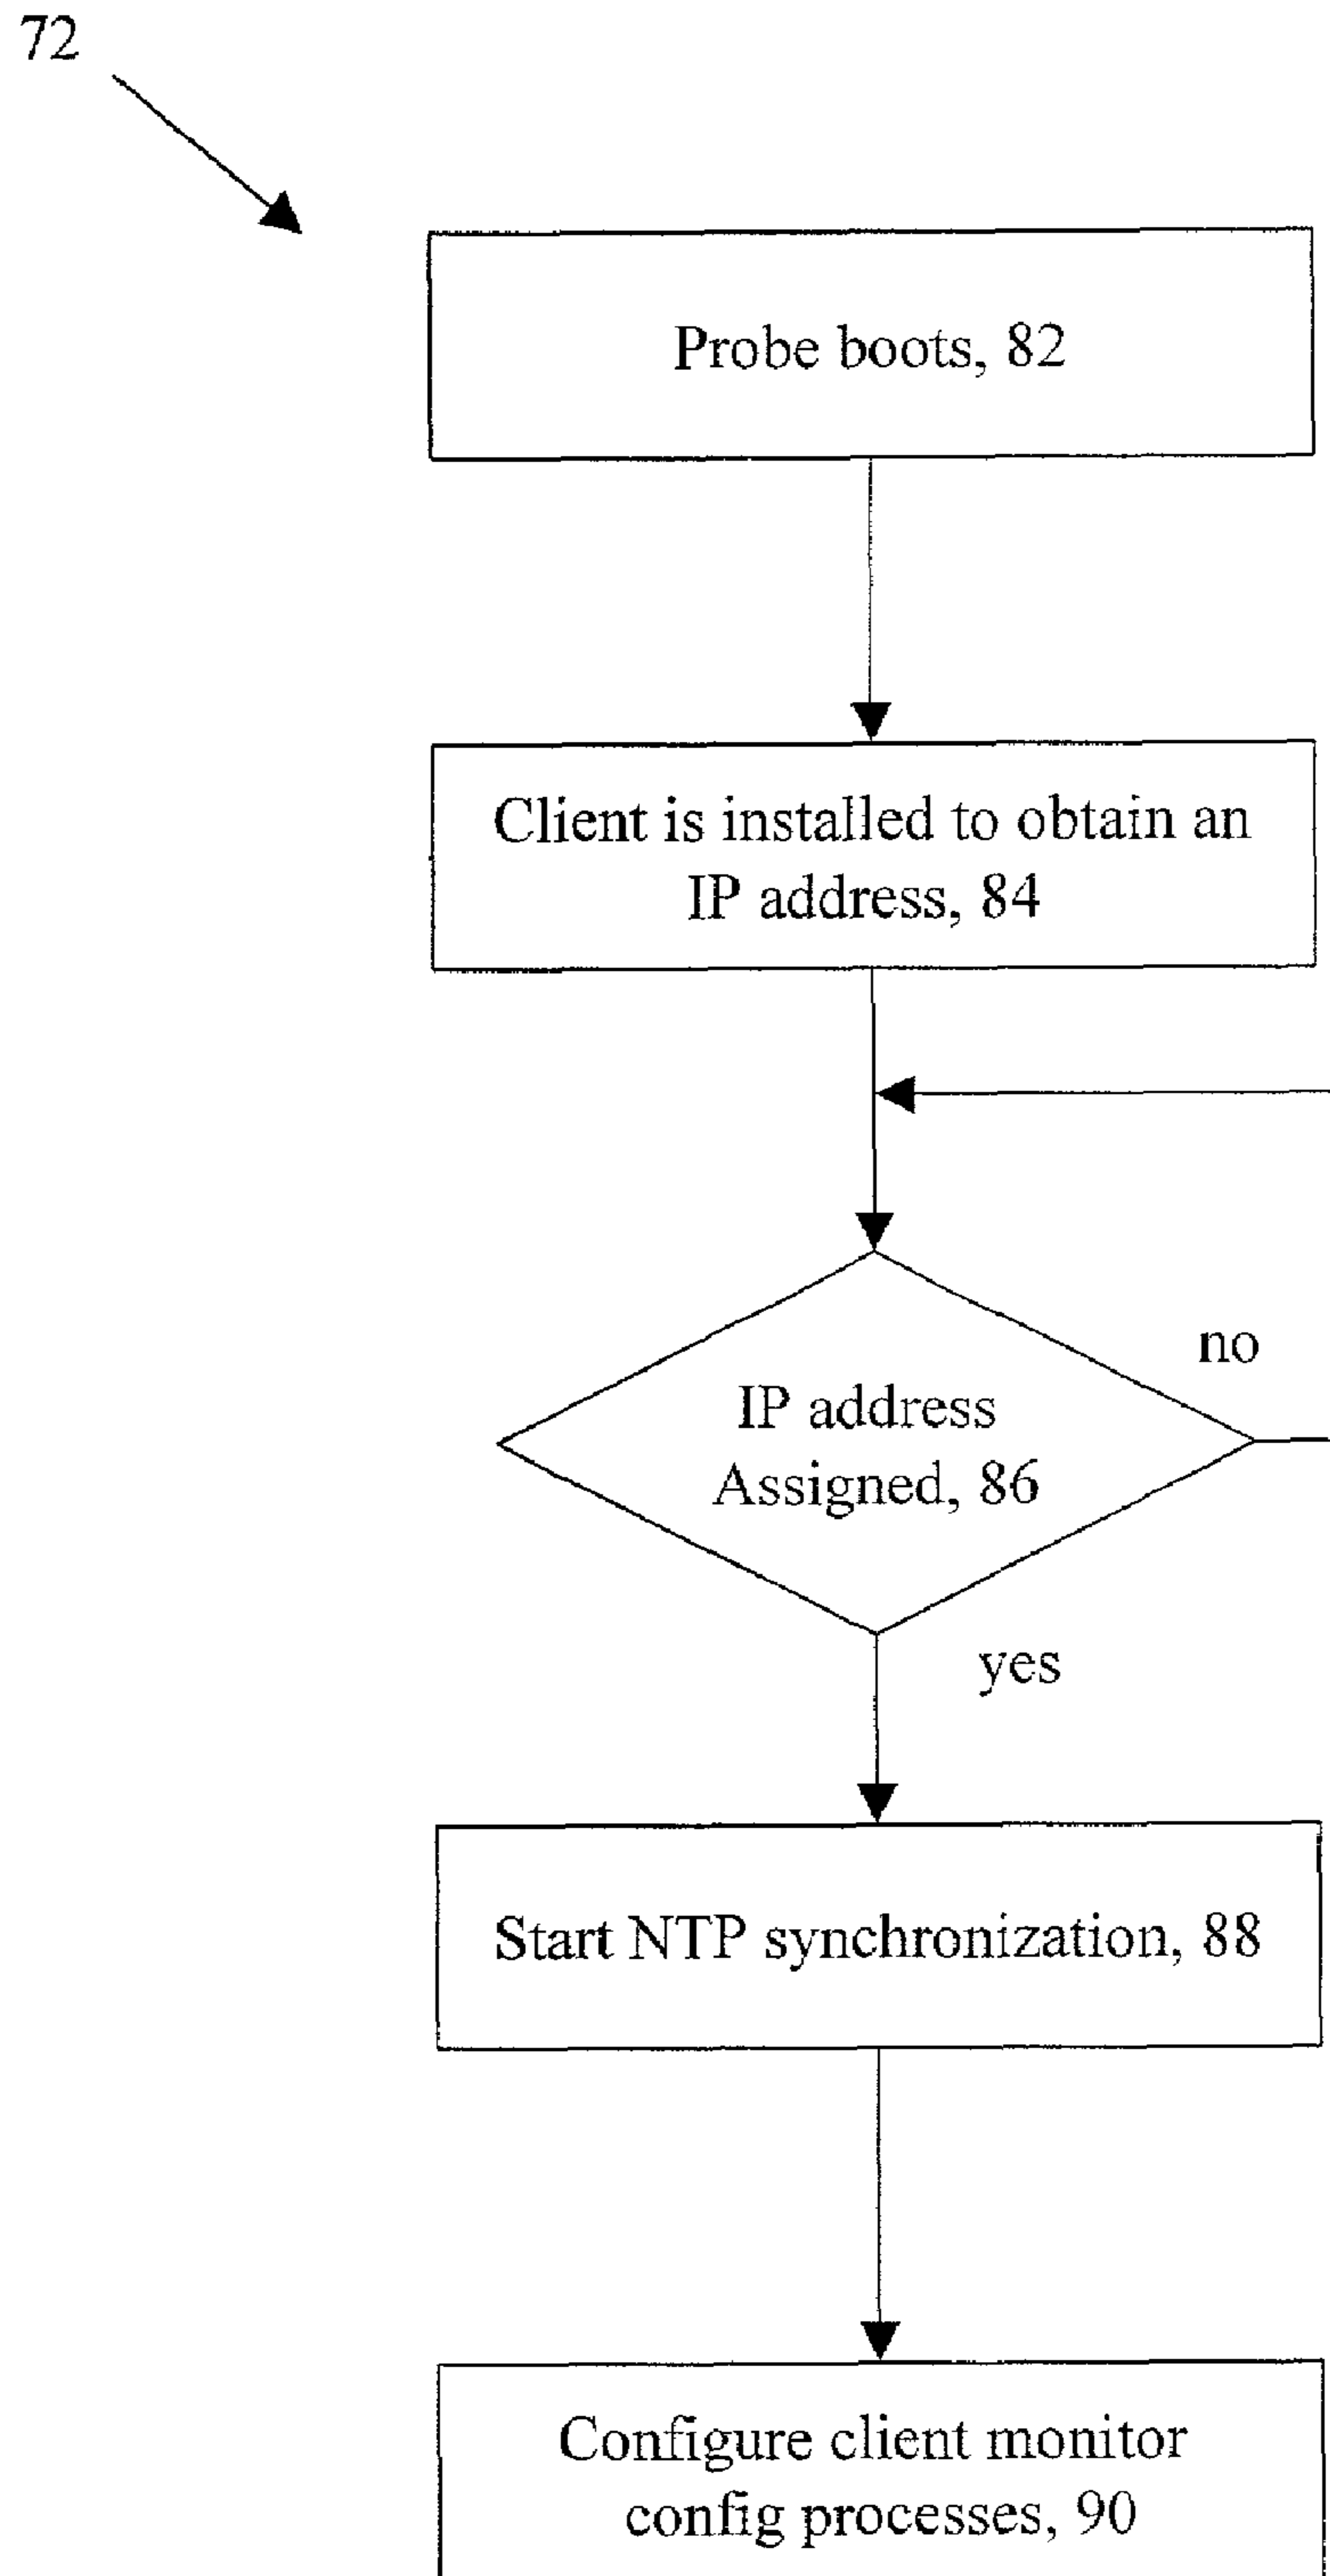 72
Probe boots, 82
Client is installed to obtain an
IP address, 84
no
IP address
Assigned, 86
yes
Start NTP synchronization, 88
Configure client monitor
config processes, 90